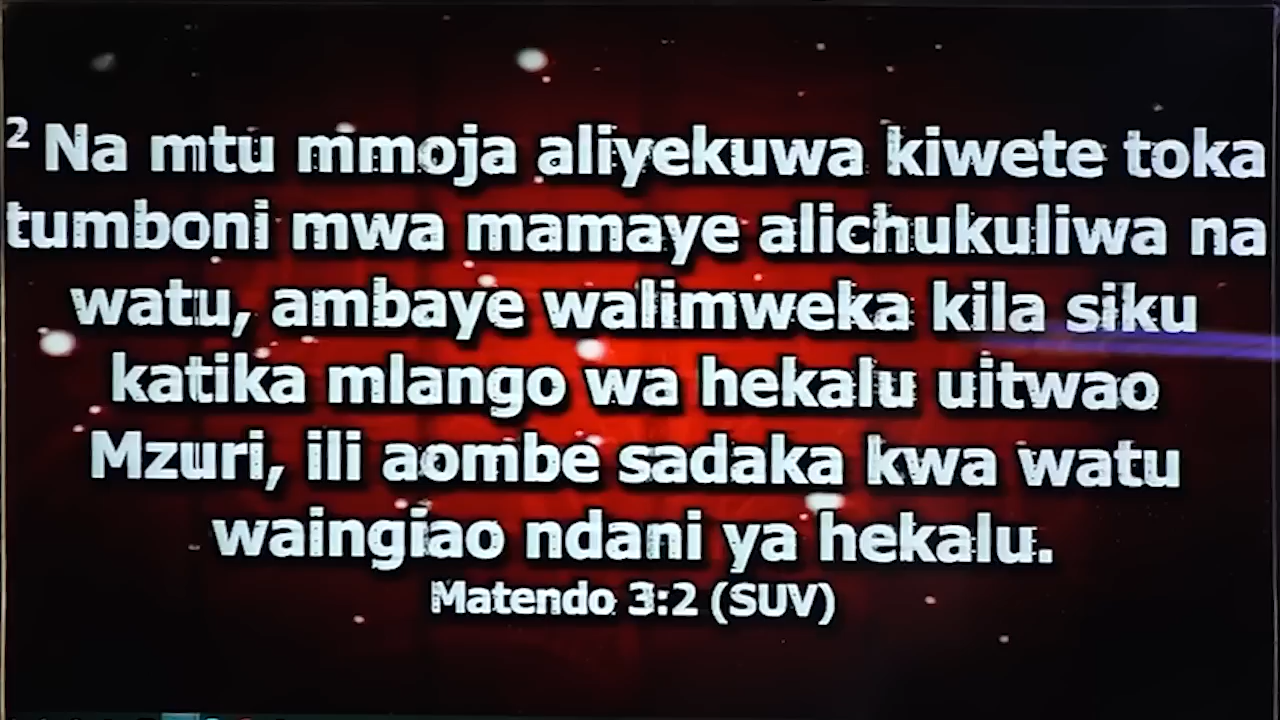 2 Na mtu mmoja aliyekuwa kiwete toka
tumboni mwa mamaye alichukuliwa na
watu, ambaye walimweka kila siku
katika mlango wa hekalu uitwao
Mzuri, ili aombe sadaka kwa watu
waingiao ndani ya hekalu.
Matendo 3:2 (SUV)